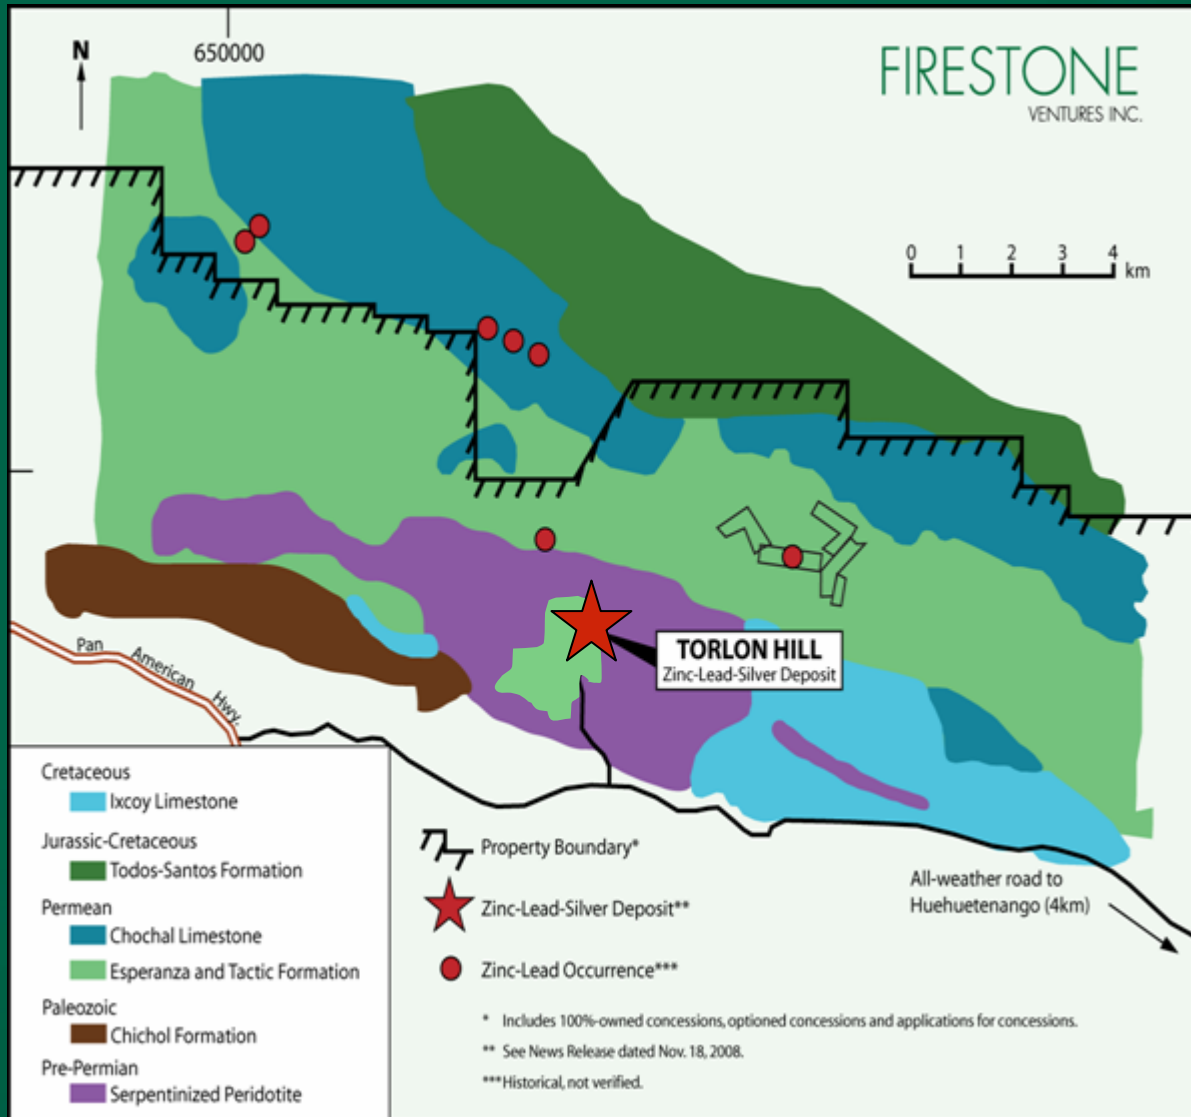 N
650000
FIRESTONE
VENTURES INC.
0 1 2 3 4 km
TORLON HILL
Zinc-Lead-Silver Deposit
Pan American Hwy.
Cretaceous
Ixcoy Limestone
Jurassic-Cretaceous
Todos-Santos Formation
Permean
Chochal Limestone
Esperanza and Tactic Formation
Paleozoic
Chichol Formation
Pre-Permian
Serpentinized Peridotite
Property Boundary*
Zinc-Lead-Silver Deposit**
Zinc-Lead Occurrence***
* Includes 100%-owned concessions, optioned concessions and applications for concessions.
** See News Release dated Nov. 18, 2008.
***Historical, not verified.
All-weather road to
Huehuetenango (4km)